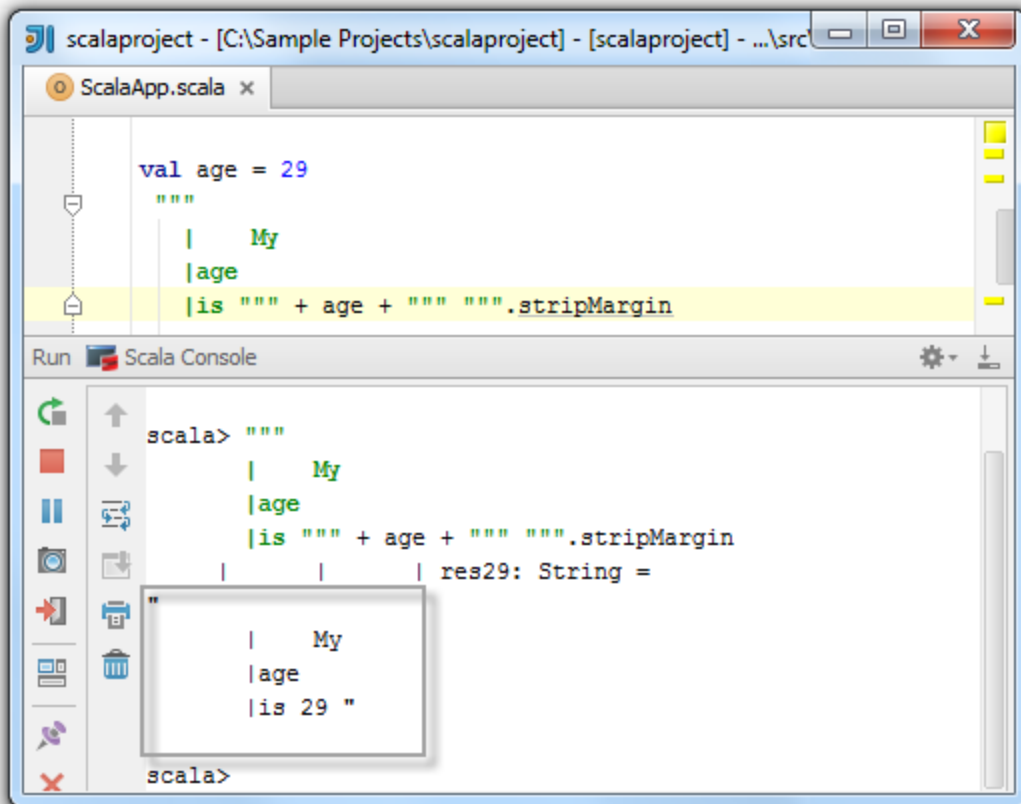 scalaproject - [C:\Sample Projects\scalaproject] - [scalaproject] - ...\src\
ScalaApp.scala
val age = 29
"""
|    My
|age
|is """ + age + """ """.stripMargin
Run Scala Console
scala> """
|    My
|age
|is """ + age + """ """.stripMargin
|      |      | res29: String =
"
|    My
|age
|is 29 "
scala>